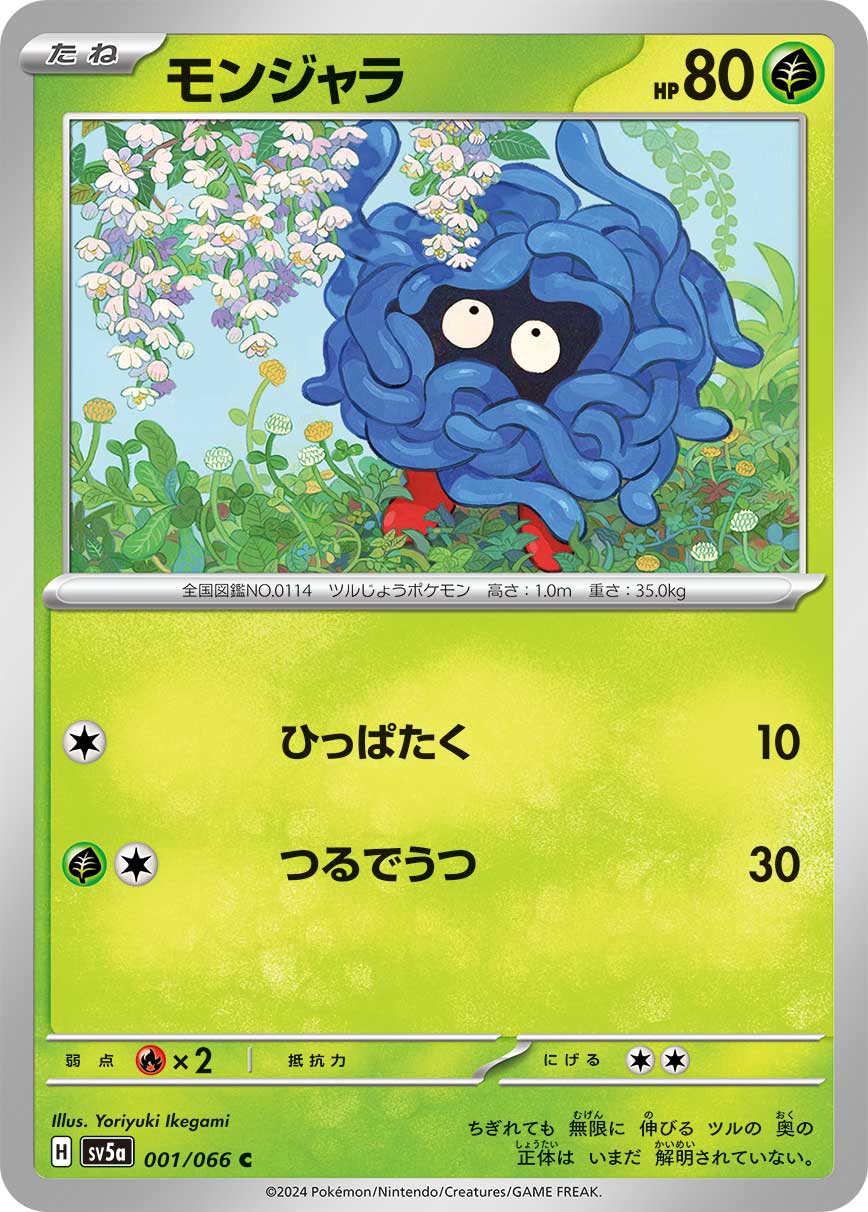 たね モンジャラ HP80
全国図鑑NO.0114 ツルじょうポケモン 高さ：1.0m 重さ：35.0kg
ひっぱたく 10
つるでうつ 30
弱点 ×2 抵抗力 にげる
Illus. Yoriyuki Ikegami
H sv5a 001/066 C
ちぎれても 無限に 伸びる ツルの 奥の
正体は いまだ 解明されていない。
©2024 Pokémon/Nintendo/Creatures/GAME FREAK.